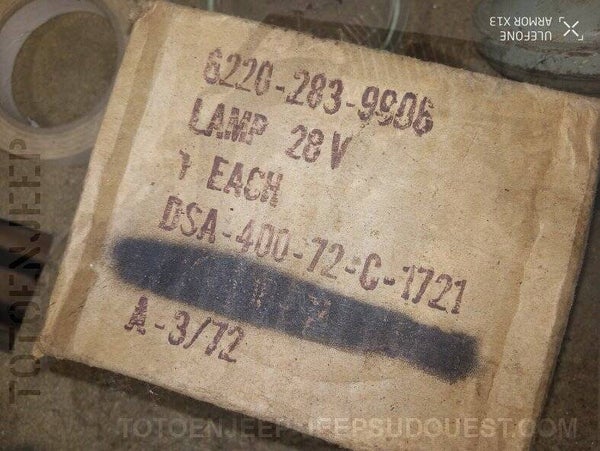 6220-283-9906
LAMP 28 V
1 EACH
DSA-400-72-C-1721
A-3/72
ULEFONE
ARMOR X13
TOTOENJEEP
TOTOENJEEPJEEPSUDOUEST.COM